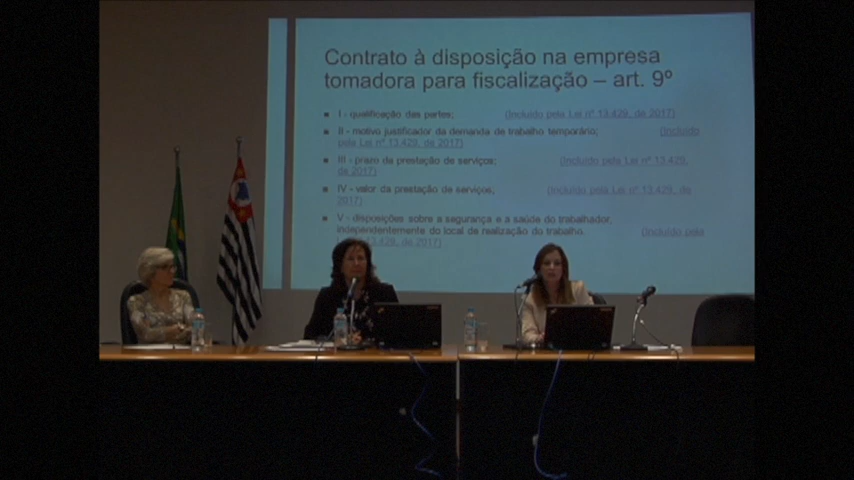 Contrato à disposição na empresa
tomadora para fiscalização – art. 9º
I - qualificação das partes; (Incluído pela Lei nº 13.429, de 2017)
II - motivo justificador da demanda de trabalho temporário; (Incluído
pela Lei nº 13.429, de 2017)
III - prazo da prestação de serviços; (Incluído pela Lei nº 13.429,
de 2017)
IV - valor da prestação de serviços; (Incluído pela Lei nº 13.429, de
2017)
V - disposições sobre a segurança e a saúde do trabalhador,
independentemente do local de realização do trabalho. (Incluído pela
13.429, de 2017)